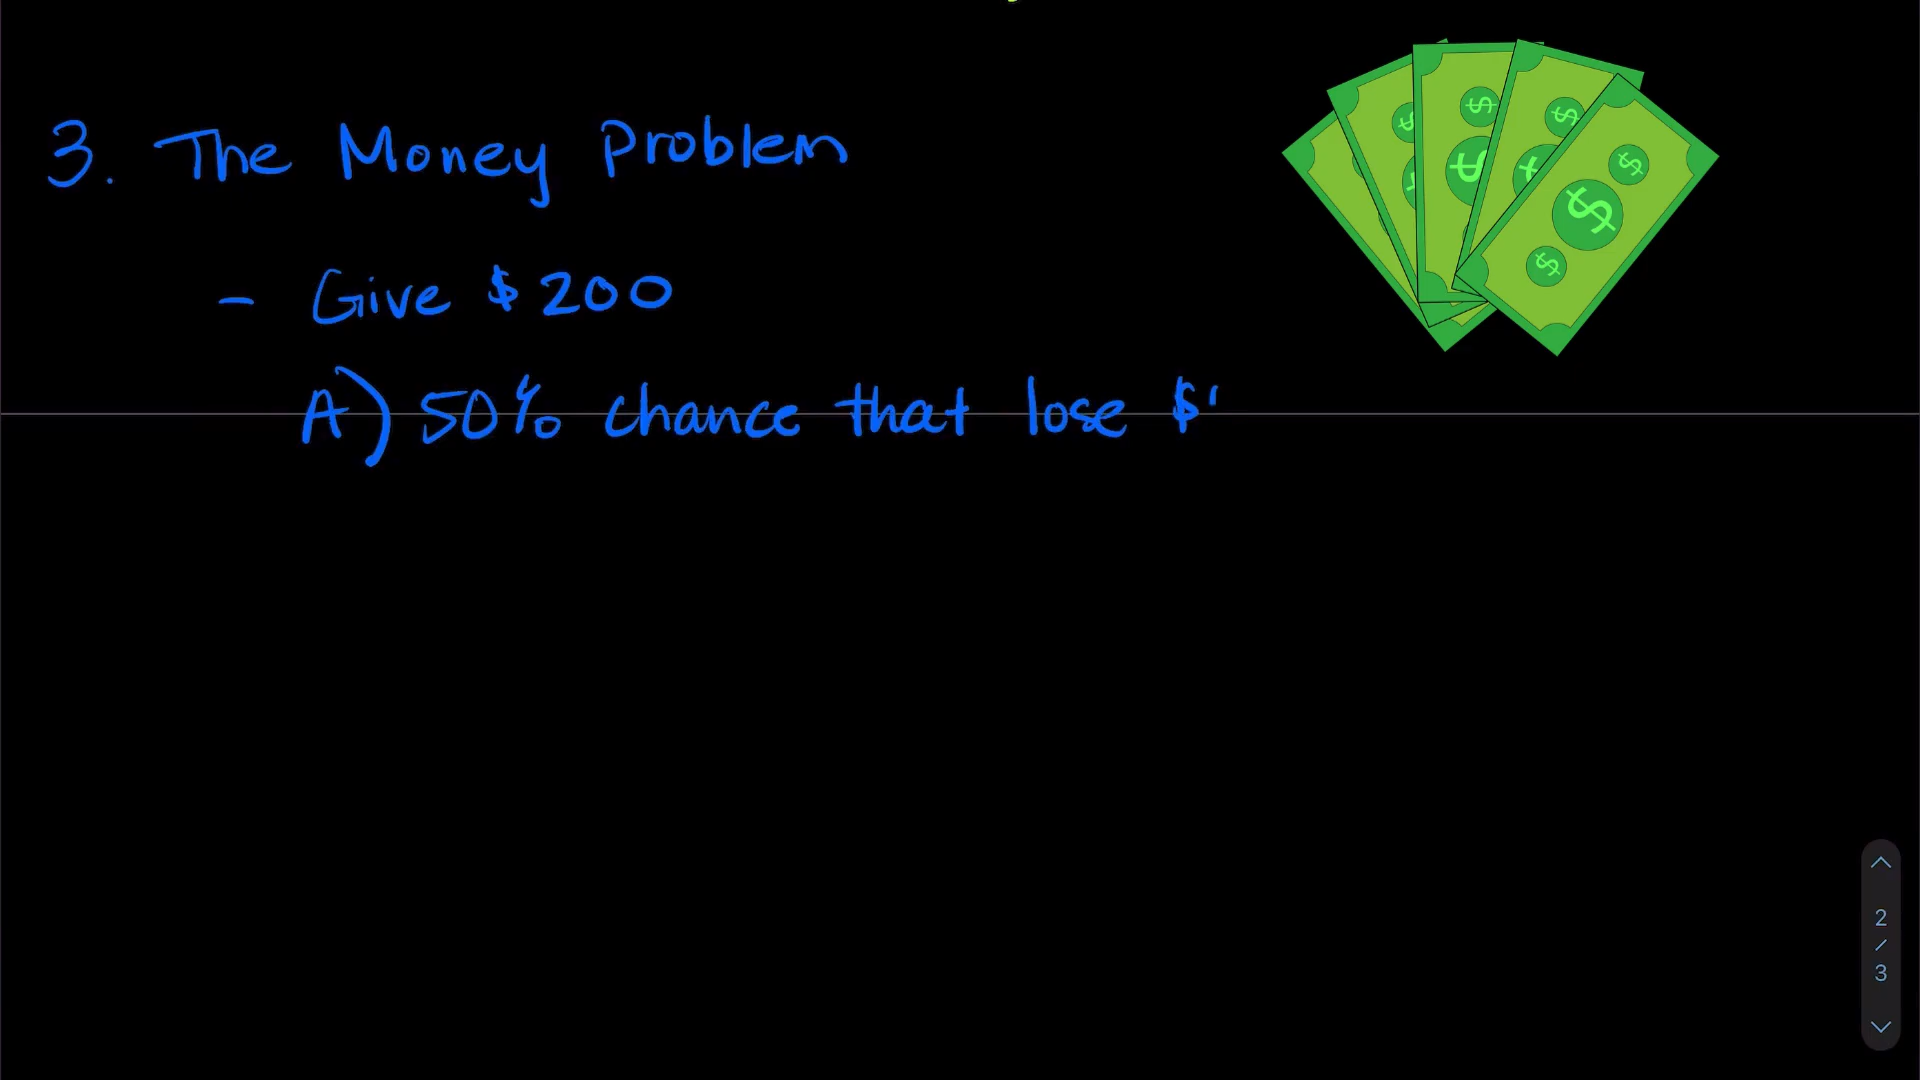 3. The Money Problem
- Give $200
A) 50% chance that lose $
2
/
3